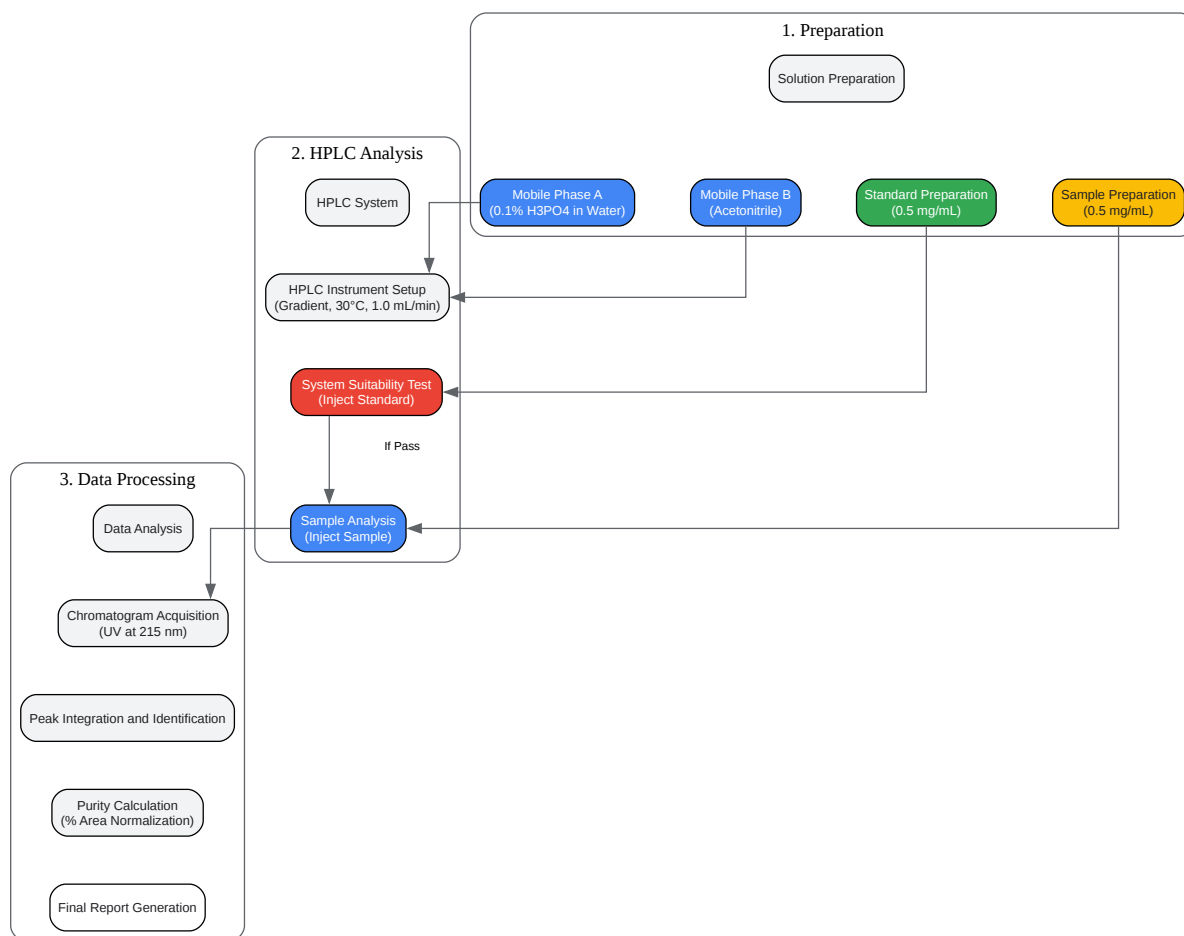 1. Preparation
Solution Preparation
Mobile Phase A
(0.1% H3PO4 in Water)
Mobile Phase B
(Acetonitrile)
Standard Preparation
(0.5 mg/mL)
Sample Preparation
(0.5 mg/mL)
2. HPLC Analysis
HPLC System
HPLC Instrument Setup
(Gradient, 30°C, 1.0 mL/min)
System Suitability Test
(Inject Standard)
If Pass
Sample Analysis
(Inject Sample)
3. Data Processing
Data Analysis
Chromatogram Acquisition
(UV at 215 nm)
Peak Integration and Identification
Purity Calculation
(% Area Normalization)
Final Report Generation